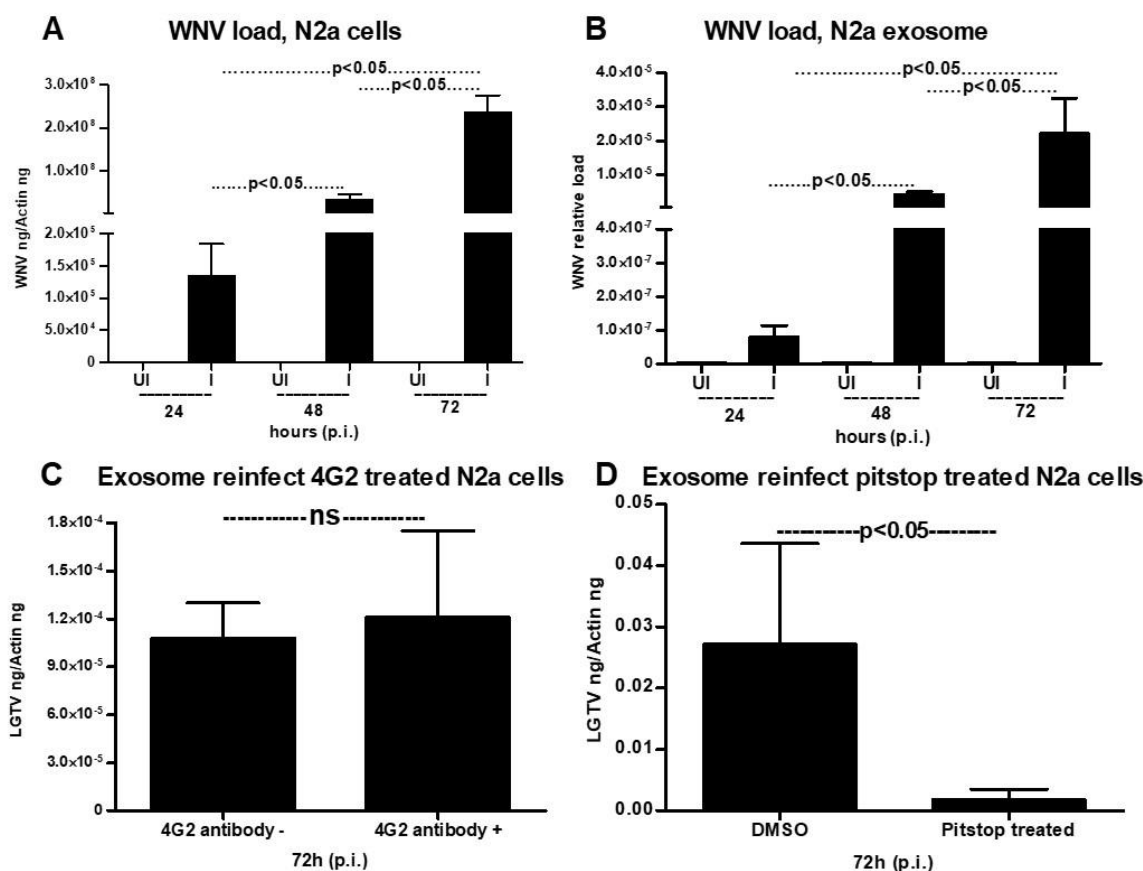 A WNV load, N2a cells
p<0.05
p<0.05
p<0.05
WNV ng/Actin ng
3.0×10⁸
2.0×10⁸
1.0×10⁸
2.0×10⁵
1.5×10⁵
1.0×10⁵
5.0×10⁴
0
UI I UI I UI I
24 48 72
hours (p.i.)
B WNV load, N2a exosome
p<0.05
p<0.05
p<0.05
WNV relative load
4.0×10⁻⁵
3.0×10⁻⁵
2.0×10⁻⁵
1.0×10⁻⁵
4.0×10⁻⁷
3.0×10⁻⁷
2.0×10⁻⁷
1.0×10⁻⁷
0
UI I UI I UI I
24 48 72
hours (p.i.)
C Exosome reinfect 4G2 treated N2a cells
ns
LGTV ng/Actin ng
1.8×10⁻⁴
1.4×10⁻⁴
1.2×10⁻⁴
9.0×10⁻⁵
6.0×10⁻⁵
3.0×10⁻⁵
0
4G2 antibody - 4G2 antibody +
72h (p.i.)
D Exosome reinfect pitstop treated N2a cells
p<0.05
LGTV ng/Actin ng
0.05
0.04
0.03
0.02
0.01
0.00
DMSO Pitstop treated
72h (p.i.)